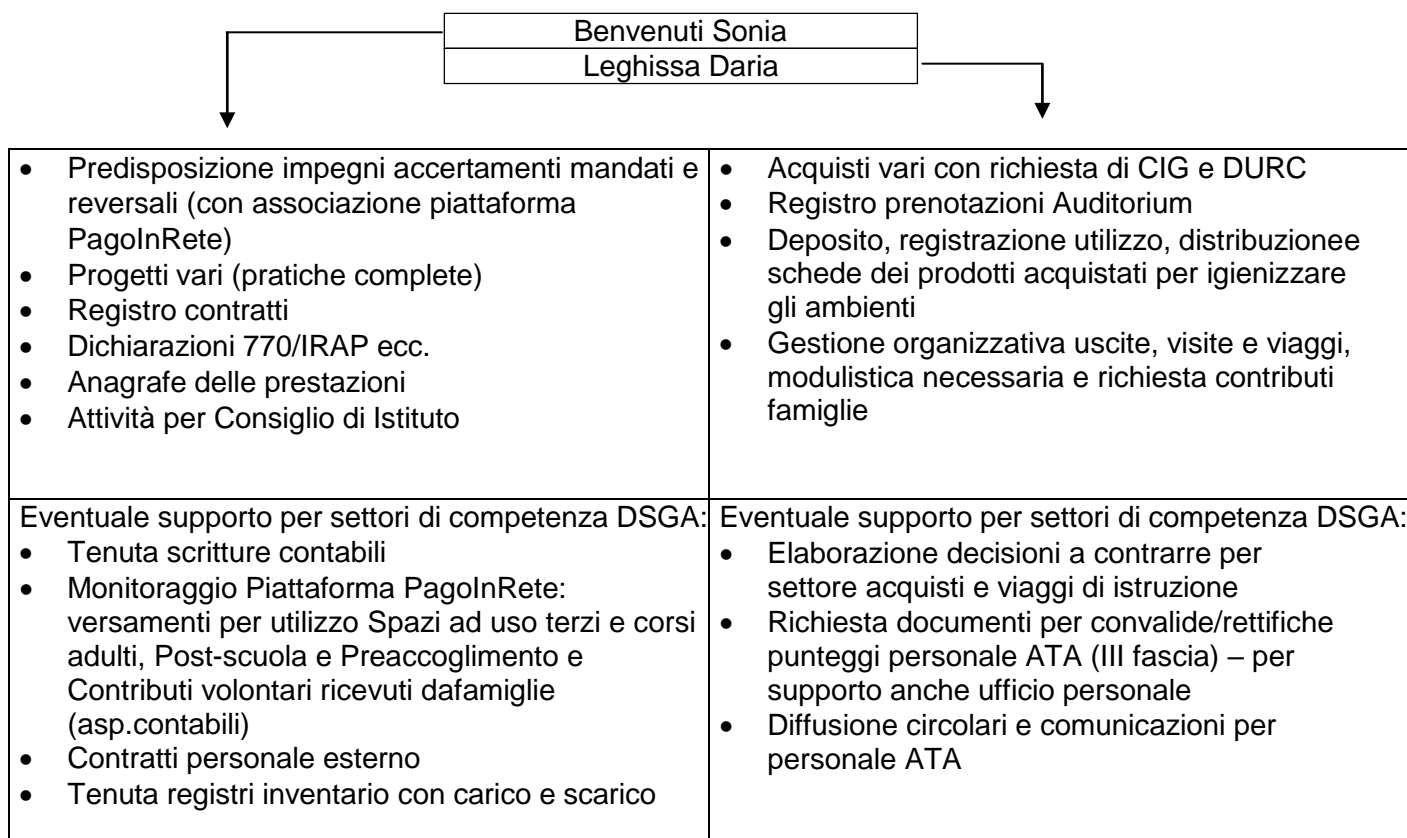 Benvenuti Sonia
Leghissa Daria
• Predisposizione impegni accertamenti mandati e
reversali (con associazione piattaforma
PagoInRete)
• Progetti vari (pratiche complete)
• Registro contratti
• Dichiarazioni 770/IRAP ecc.
• Anagrafe delle prestazioni
• Attività per Consiglio di Istituto
• Acquisti vari con richiesta di CIG e DURC
• Registro prenotazioni Auditorium
• Deposito, registrazione utilizzo, distribuzionee
schede dei prodotti acquistati per igienizzare
gli ambienti
• Gestione organizzativa uscite, visite e viaggi,
modulistica necessaria e richiesta contributi
famiglie
Eventuale supporto per settori di competenza DSGA:
• Tenuta scritture contabili
• Monitoraggio Piattaforma PagoInRete:
versamenti per utilizzo Spazi ad uso terzi e corsi
adulti, Post-scuola e Preaccoglimento e
Contributi volontari ricevuti dafamiglie
(asp.contabili)
• Contratti personale esterno
• Tenuta registri inventario con carico e scarico
Eventuale supporto per settori di competenza DSGA:
• Elaborazione decisioni a contrarre per
settore acquisti e viaggi di istruzione
• Richiesta documenti per convalide/rettifiche
punteggi personale ATA (III fascia) – per
supporto anche ufficio personale
• Diffusione circolari e comunicazioni per
personale ATA